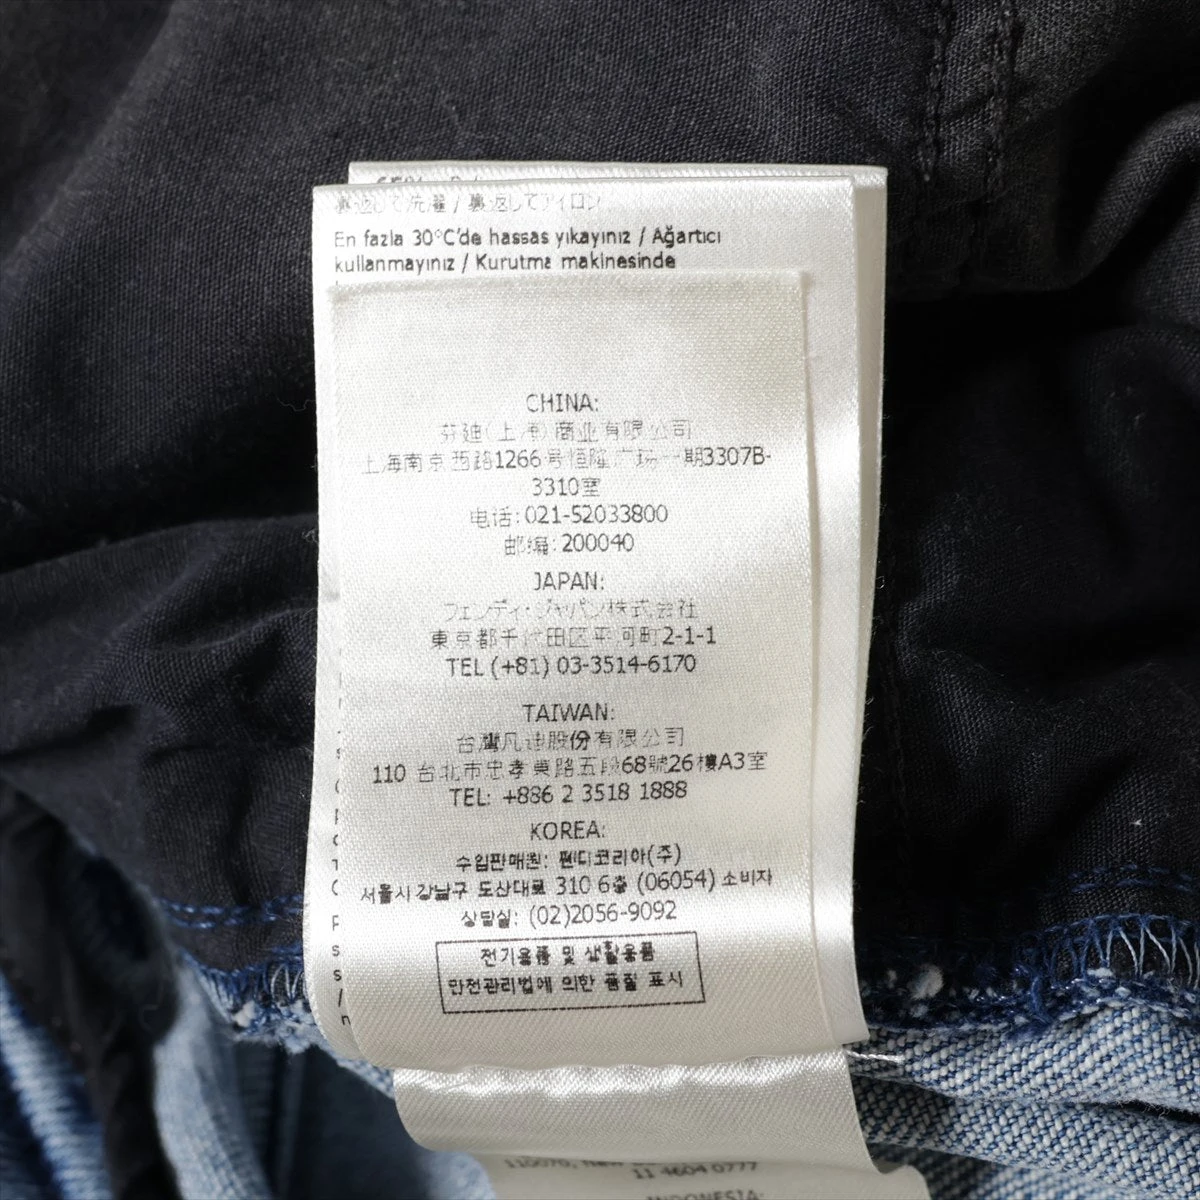 裏返して洗濯 / 裏返してアイロン
En fazla 30°C'de hassas yıkayınız / Ağartıcı
kullanmayınız / Kurutma makinesinde
CHINA:
芬迪(上海)商业有限公司
上海南京西路1266号恒隆广场一期3307B-
3310室
电话:021-52033800
邮编:200040
JAPAN:
フェンディ・ジャパン株式会社
東京都千代田区平河町2-1-1
TEL (+81) 03-3514-6170
TAIWAN:
台灣凡迪股份有限公司
110 台北市忠孝東路五段68號26樓A3室
TEL: +886 2 3518 1888
KOREA:
수입판매원: 펜디코리아(주)
서울시 강남구 도산대로 310 6층 (06054) 소비자
상담실: (02)2056-9092
전기용품 및 생활용품
안전관리법에 의한 품질 표시
110070, New
11 4604 0777
INDONESIA: